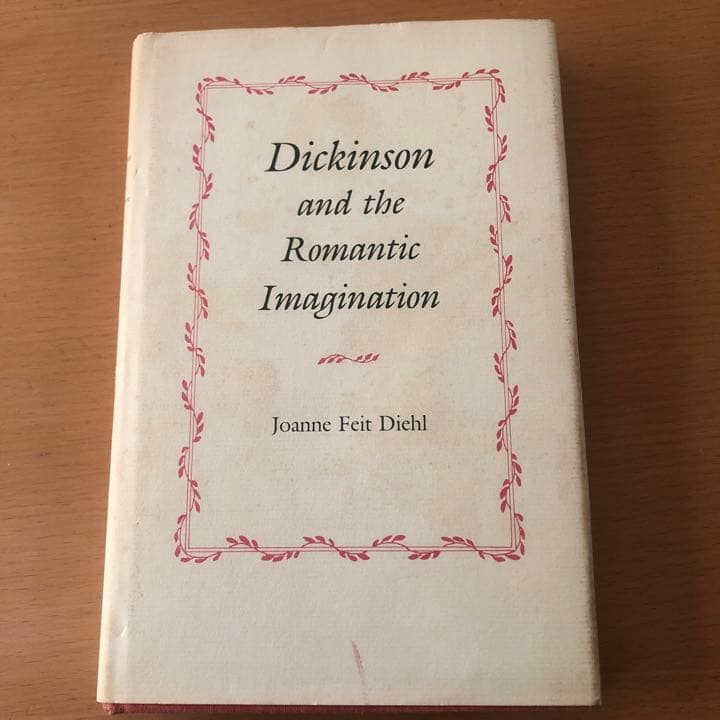 Dickinson
and the
Romantic
Imagination
Joanne Feit Diehl